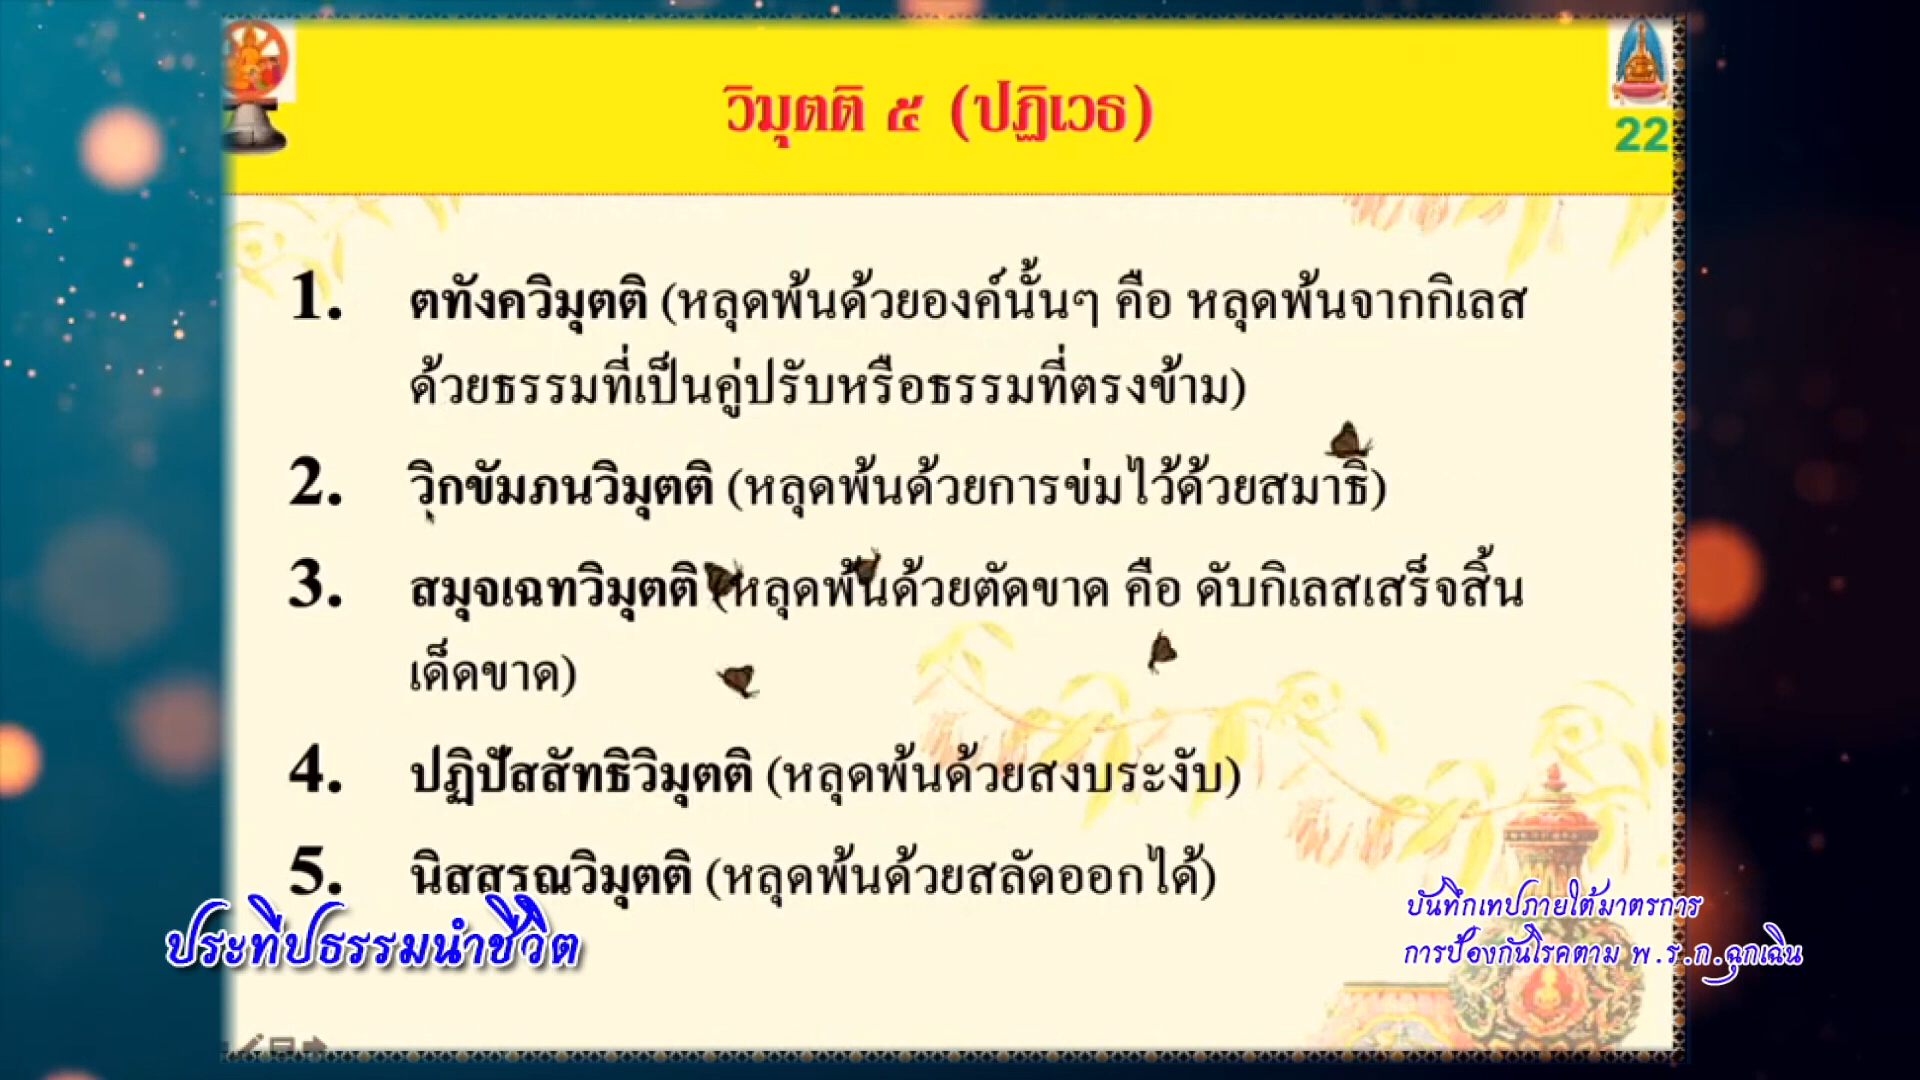 วิมุตติ ๕ (ปฏิเวธ)
22
1. ตทังควิมุตติ (หลุดพ้นด้วยองค์นั้นๆ คือ หลุดพ้นจากกิเลส
ด้วยธรรมที่เป็นคู่ปรับหรือธรรมที่ตรงข้าม)
2. วิกขัมภนวิมุตติ (หลุดพ้นด้วยการข่มไว้ด้วยสมาธิ)
3. สมุจเฉทวิมุตติ (หลุดพ้นด้วยตัดขาด คือ ดับกิเลสเสร็จสิ้น
เด็ดขาด)
4. ปฏิปัสสัทธิวิมุตติ (หลุดพ้นด้วยสงบระงับ)
5. นิสสรณวิมุตติ (หลุดพ้นด้วยสลัดออกได้)
ประทีปธรรมนำชีวิต
บันทึกเทปภายใต้มาตรการ
การป้องกันโรคตาม พ.ร.ก.ฉุกเฉิน